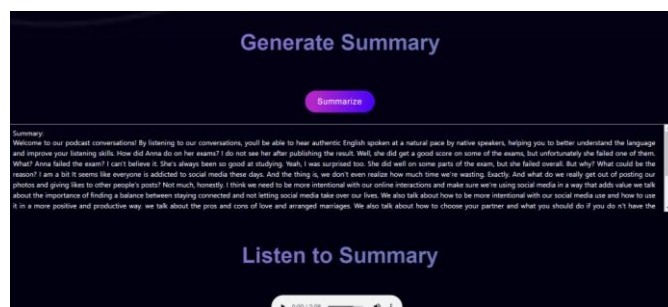 Generate Summary
Summarize
Summary:
Welcome to our podcast conversations! By listening to our conversations, youll be able to hear authentic English spoken at a natural pace by native speakers, helping you to better understand the language
and improve your listening skills. How did Anna do on her exams? I do not see her after publishing the result. Well, she did get a good score on some of the exams, but unfortunately she failed one of them.
What? Anna failed the exam? I can't believe it. She's always been so good at studying. Yeah, I was surprised too. She did well on some parts of the exam, but she failed overall. But why? What could be the
reason? I am a bit It seems like everyone is addicted to social media these days. And the thing is, we don't even realize how much time we're wasting. Exactly. And what do we really get out of posting our
photos and giving likes to other people's posts? Not much, honestly. I think we need to be more intentional with our online interactions and make sure we're using social media in a way that adds value we talk
about the importance of finding a balance between staying connected and not letting social media take over our lives. We also talk about how to be more intentional with our social media use and how to use
it in a more positive and productive way. we talk about the pros and cons of love and arranged marriages. We also talk about how to choose your partner and what you should do if you do n't have the
Listen to Summary